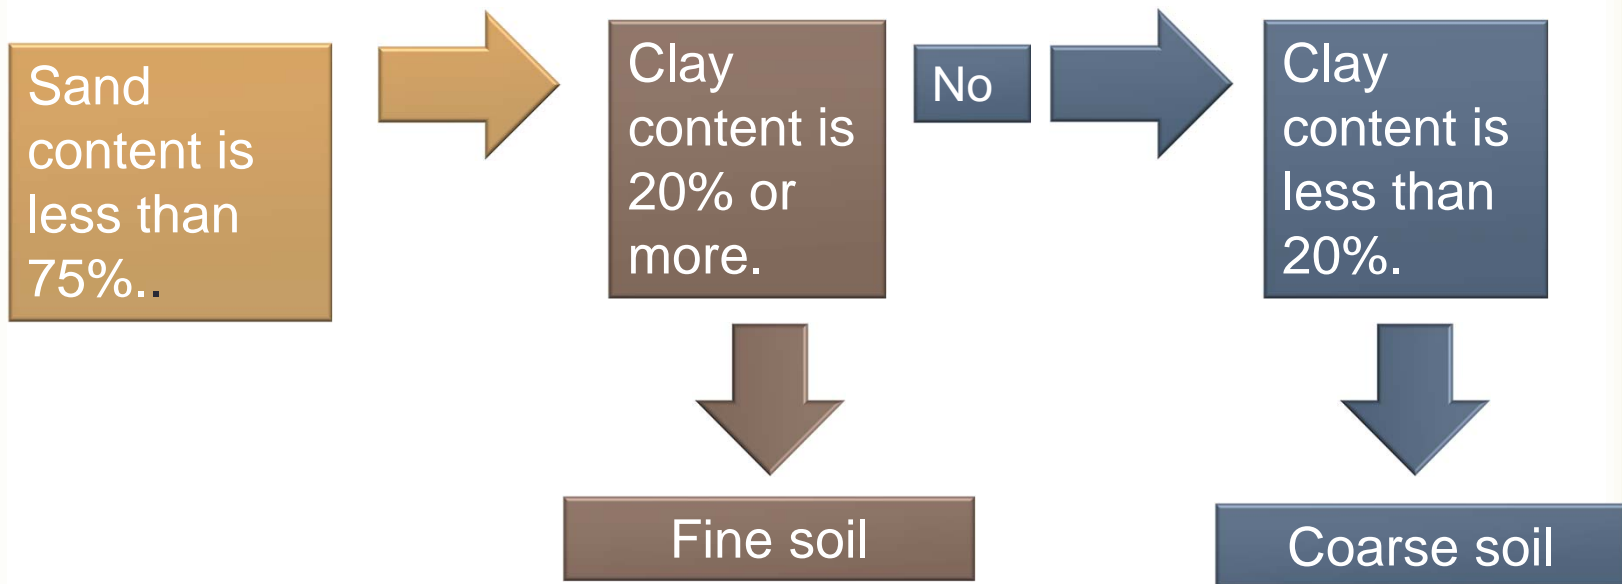 Sand
content is
less than
75%..
Clay
content is
20% or
more.
No
Clay
content is
less than
20%.
Fine soil
Coarse soil